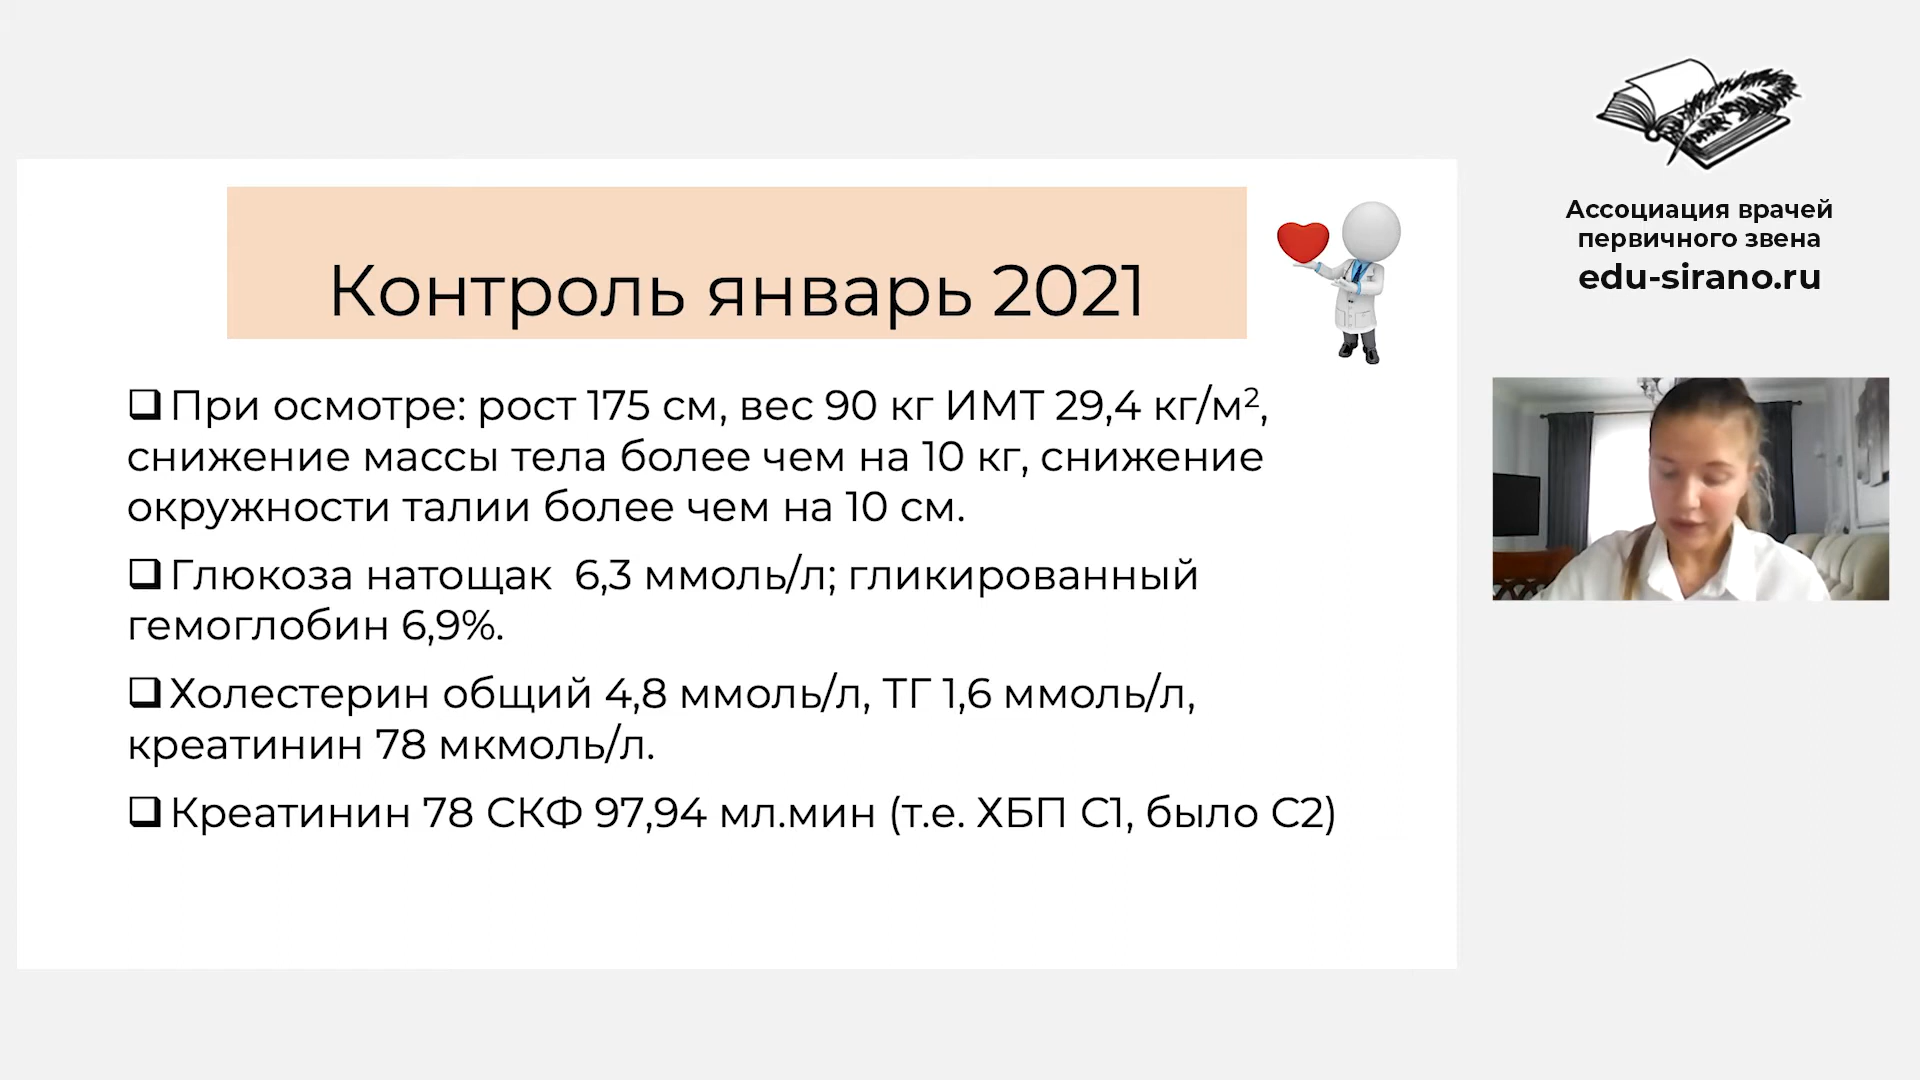 Контроль январь 2021
При осмотре: рост 175 см, вес 90 кг ИМТ 29,4 кг/м²,
снижение массы тела более чем на 10 кг, снижение
окружности талии более чем на 10 см.
Глюкоза натощак 6,3 ммоль/л; гликированный
гемоглобин 6,9%.
Холестерин общий 4,8 ммоль/л, ТГ 1,6 ммоль/л,
креатинин 78 мкмоль/л.
Креатинин 78 СКФ 97,94 мл.мин (т.е. ХБП С1, было С2)
Ассоциация врачей
первичного звена
edu-sirano.ru